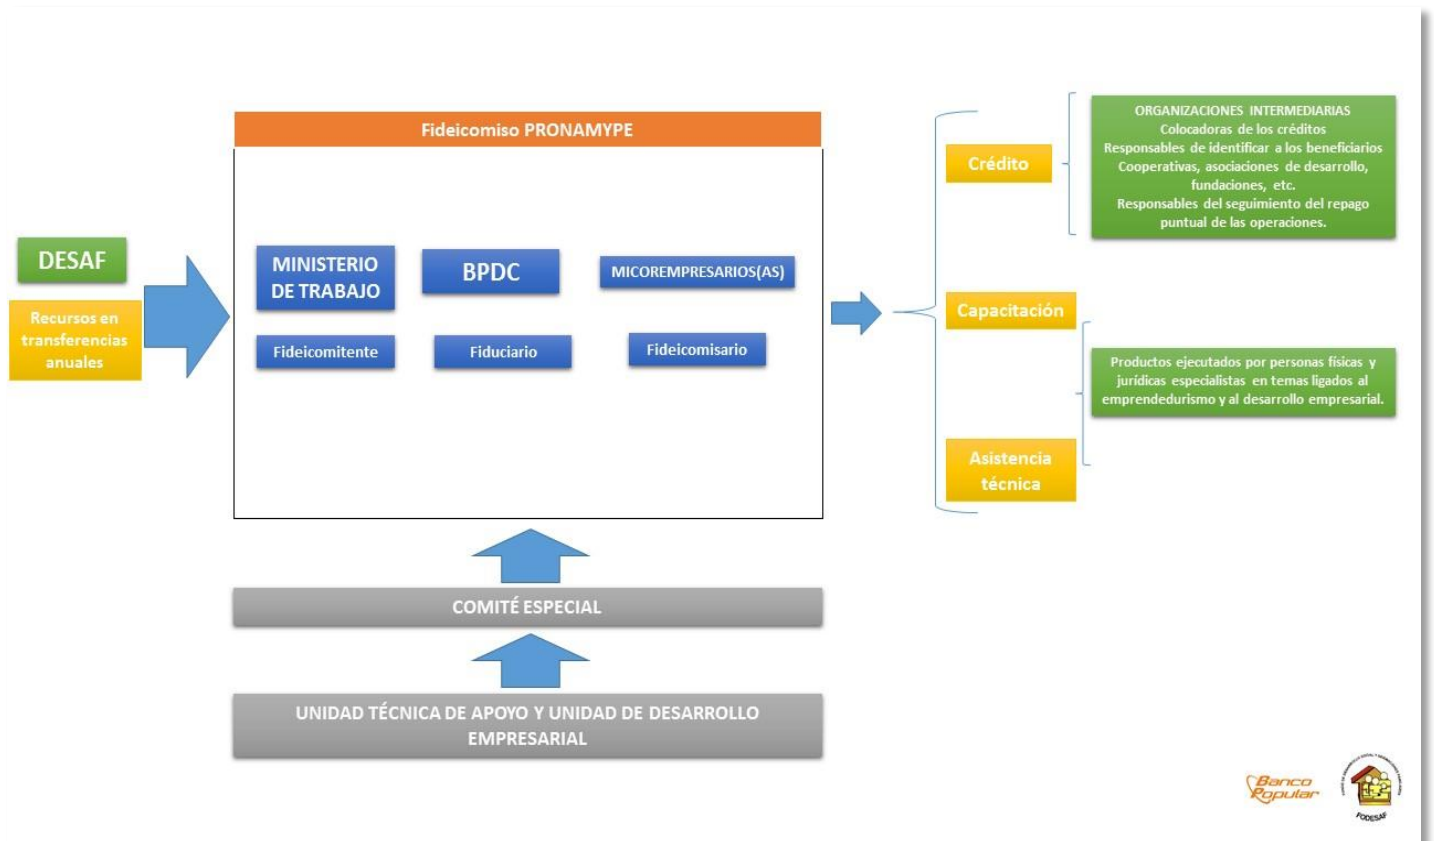 Fideicomiso PRONAMYPE
DESAF
Recursos en
transferencias
anuales
MINISTERIO
DE TRABAJO
BPDC
MICOREMPRESARIOS(AS)
Fideicomitente
Fiduciario
Fideicomisario
COMITÉ ESPECIAL
UNIDAD TÉCNICA DE APOYO Y UNIDAD DE DESARROLLO
EMPRESARIAL
Crédito
ORGANIZACIONES INTERMEDIARIAS
Colocadoras de los créditos
Responsables de identificar a los beneficiarios
Cooperativas, asociaciones de desarrollo,
fundaciones, etc.
Responsables del seguimiento del repago
puntual de las operaciones.
Capacitación
Asistencia
técnica
Productos ejecutados por personas físicas y
jurídicas especialistas en temas ligados al
emprendedurismo y al desarrollo empresarial.
Banco
Popular
FODESAF